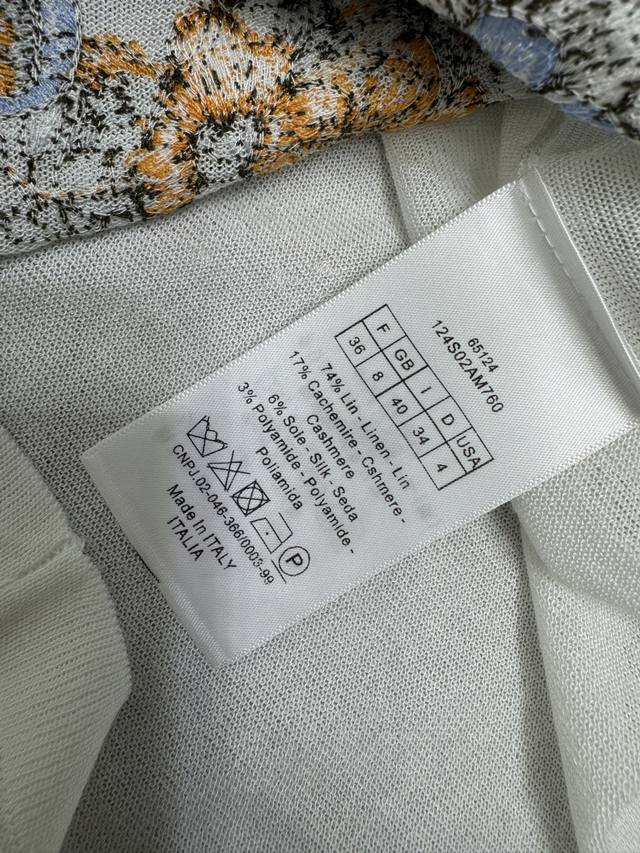 65124
124S02AM760
F GB I D USA
36 8 40 34 4
74% Lin - Linen - Lin
17% Cachemire - Cshmere -
Cashmere
6% Soie - Silk - Seda
3% Polyamide - Polyamide -
Poliamida
P
CNPJ.02-046-366/0003-99
Made In ITALY
ITALIA